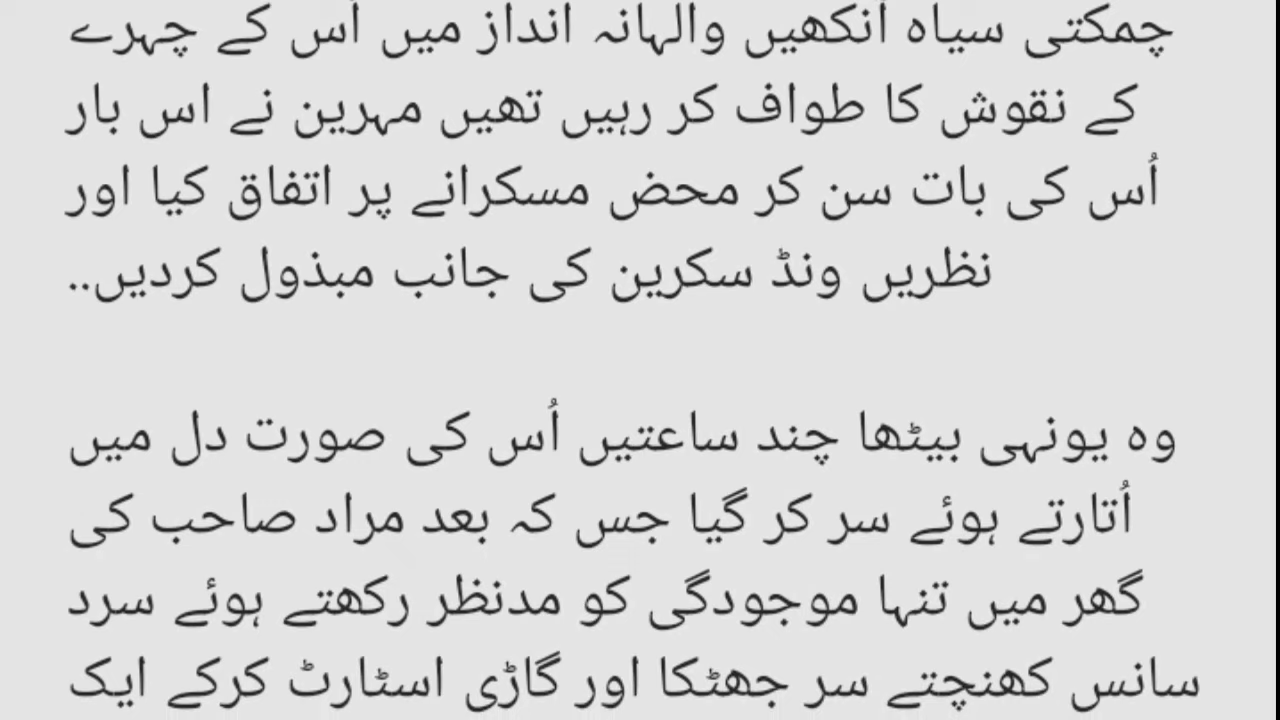 چمکتی سیاہ آنکھیں والہانہ انداز میں اُس کے چہرے
کے نقوش کا طواف کر رہیں تھیں مہرین نے اس بار
اُس کی بات سن کر محض مسکرانے پر اتفاق کیا اور
نظریں ونڈ سکرین کی جانب مبذول کردیں..
وہ یونہی بیٹھا چند ساعتیں اُس کی صورت دل میں
اُتارتے ہوئے سر کر گیا جس کہ بعد مراد صاحب کی
گھر میں تنہا موجودگی کو مدنظر رکھتے ہوئے سرد
سانس کھنچتے سر جھٹکا اور گاڑی اسٹارٹ کرکے ایک